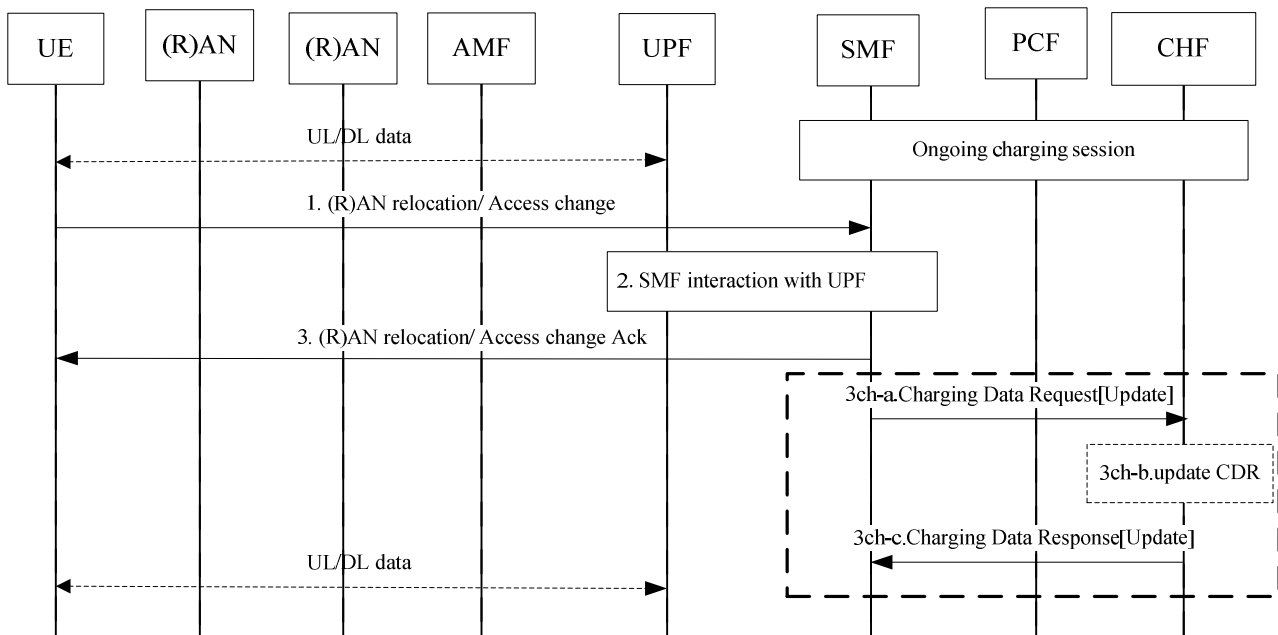 UE
(R)AN
(R)AN
AMF
UPF
SMF
PCF
CHF
UL/DL data
Ongoing charging session
1. (R)AN relocation/ Access change
2. SMF interaction with UPF
3. (R)AN relocation/ Access change Ack
3ch-a.Charging Data Request[Update]
3ch-b.update CDR
3ch-c.Charging Data Response[Update]
UL/DL data